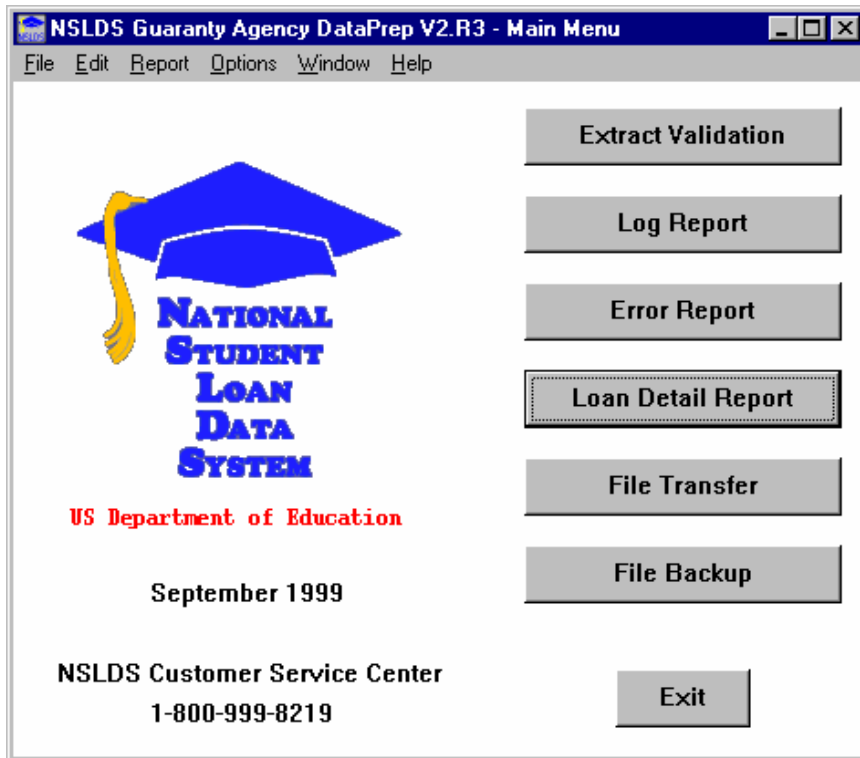 NSLDS Guaranty Agency DataPrep V2.R3 - Main Menu
File Edit Report Options Window Help
NATIONAL
STUDENT
LOAN
DATA
SYSTEM
US Department of Education
September 1999
NSLDS Customer Service Center
1-800-999-8219
Extract Validation
Log Report
Error Report
Loan Detail Report
File Transfer
File Backup
Exit